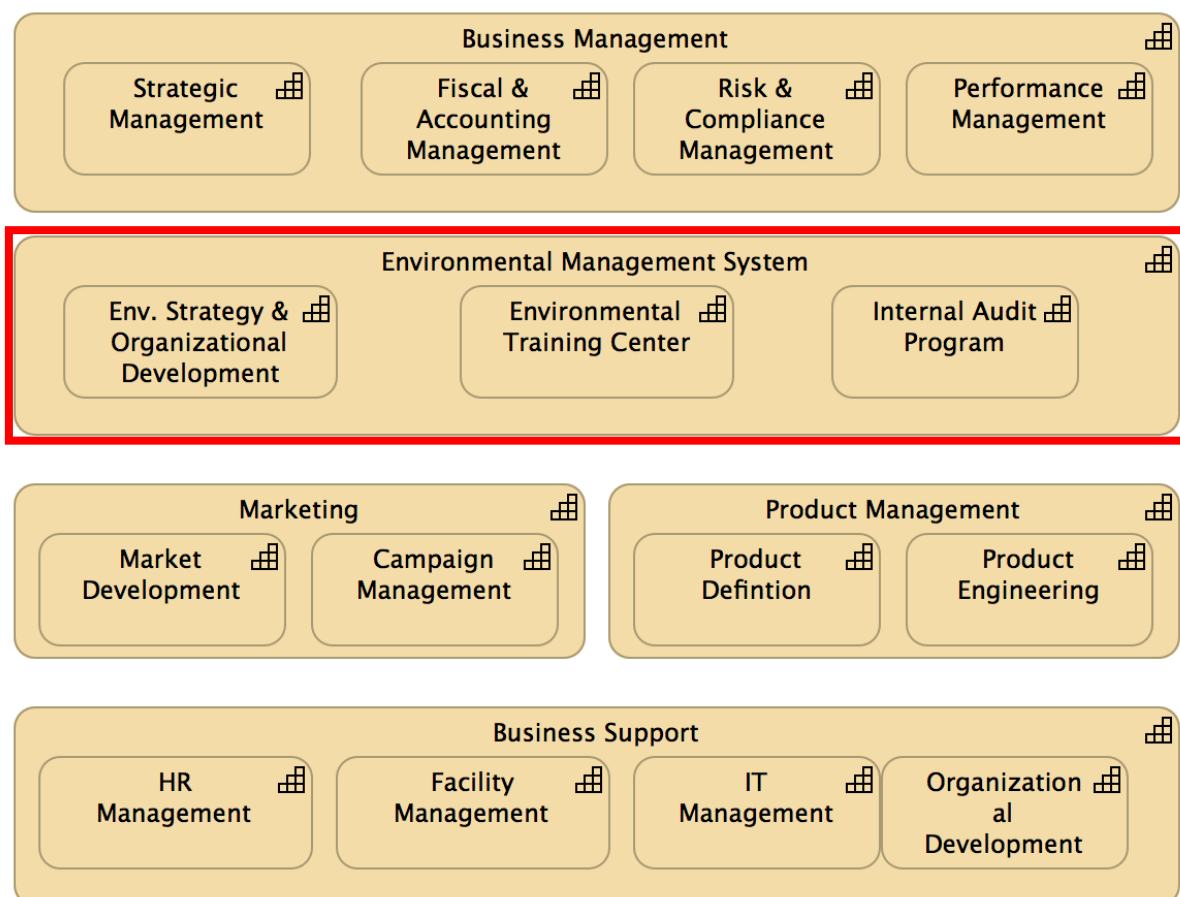 Business Management
Strategic
Management
Fiscal &
Accounting
Management
Risk &
Compliance
Management
Performance
Management
Environmental Management System
Env. Strategy &
Organizational
Development
Environmental
Training Center
Internal Audit
Program
Marketing
Market
Development
Campaign
Management
Product Management
Product
Defintion
Product
Engineering
Business Support
HR
Management
Facility
Management
IT
Management
Organization
al
Development